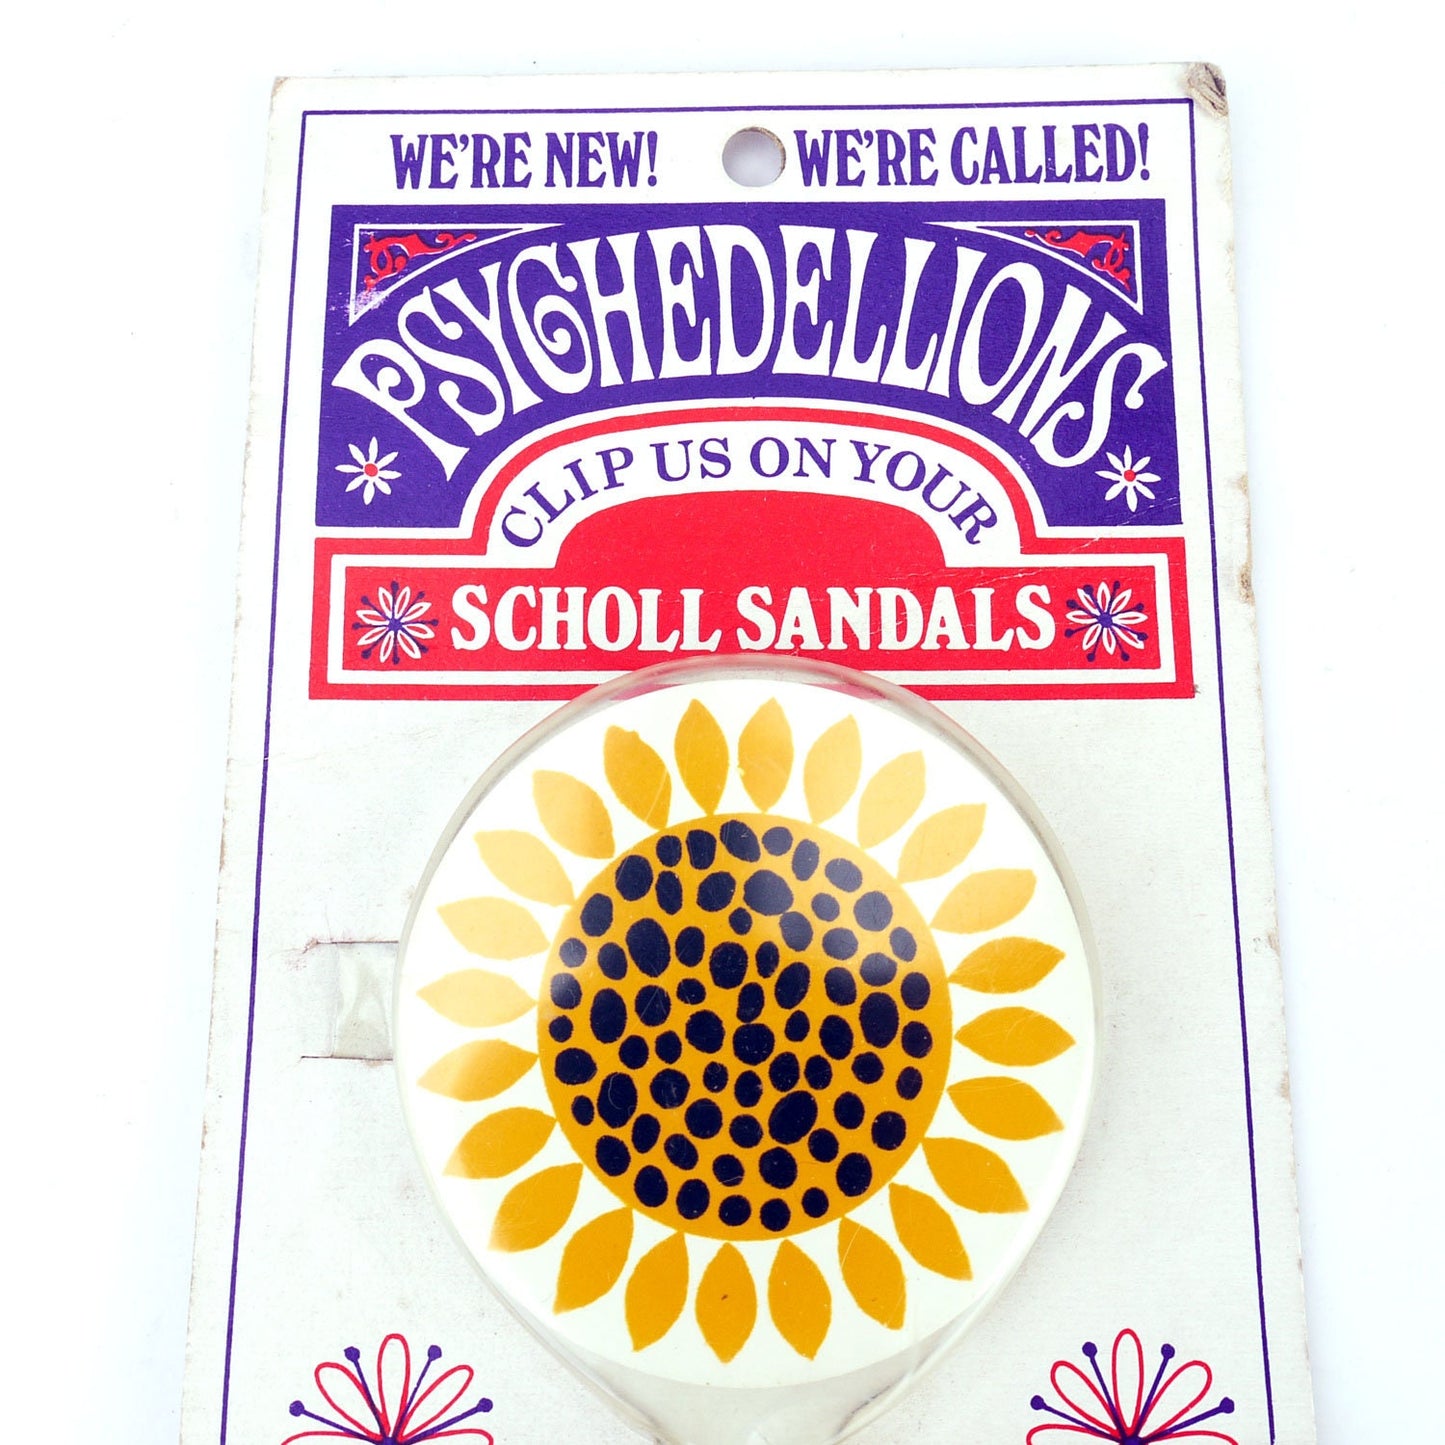 WE'RE NEW! WE'RE CALLED!
PSYCHEDELLIONS
CLIP US ON YOUR
SCHOLL SANDALS